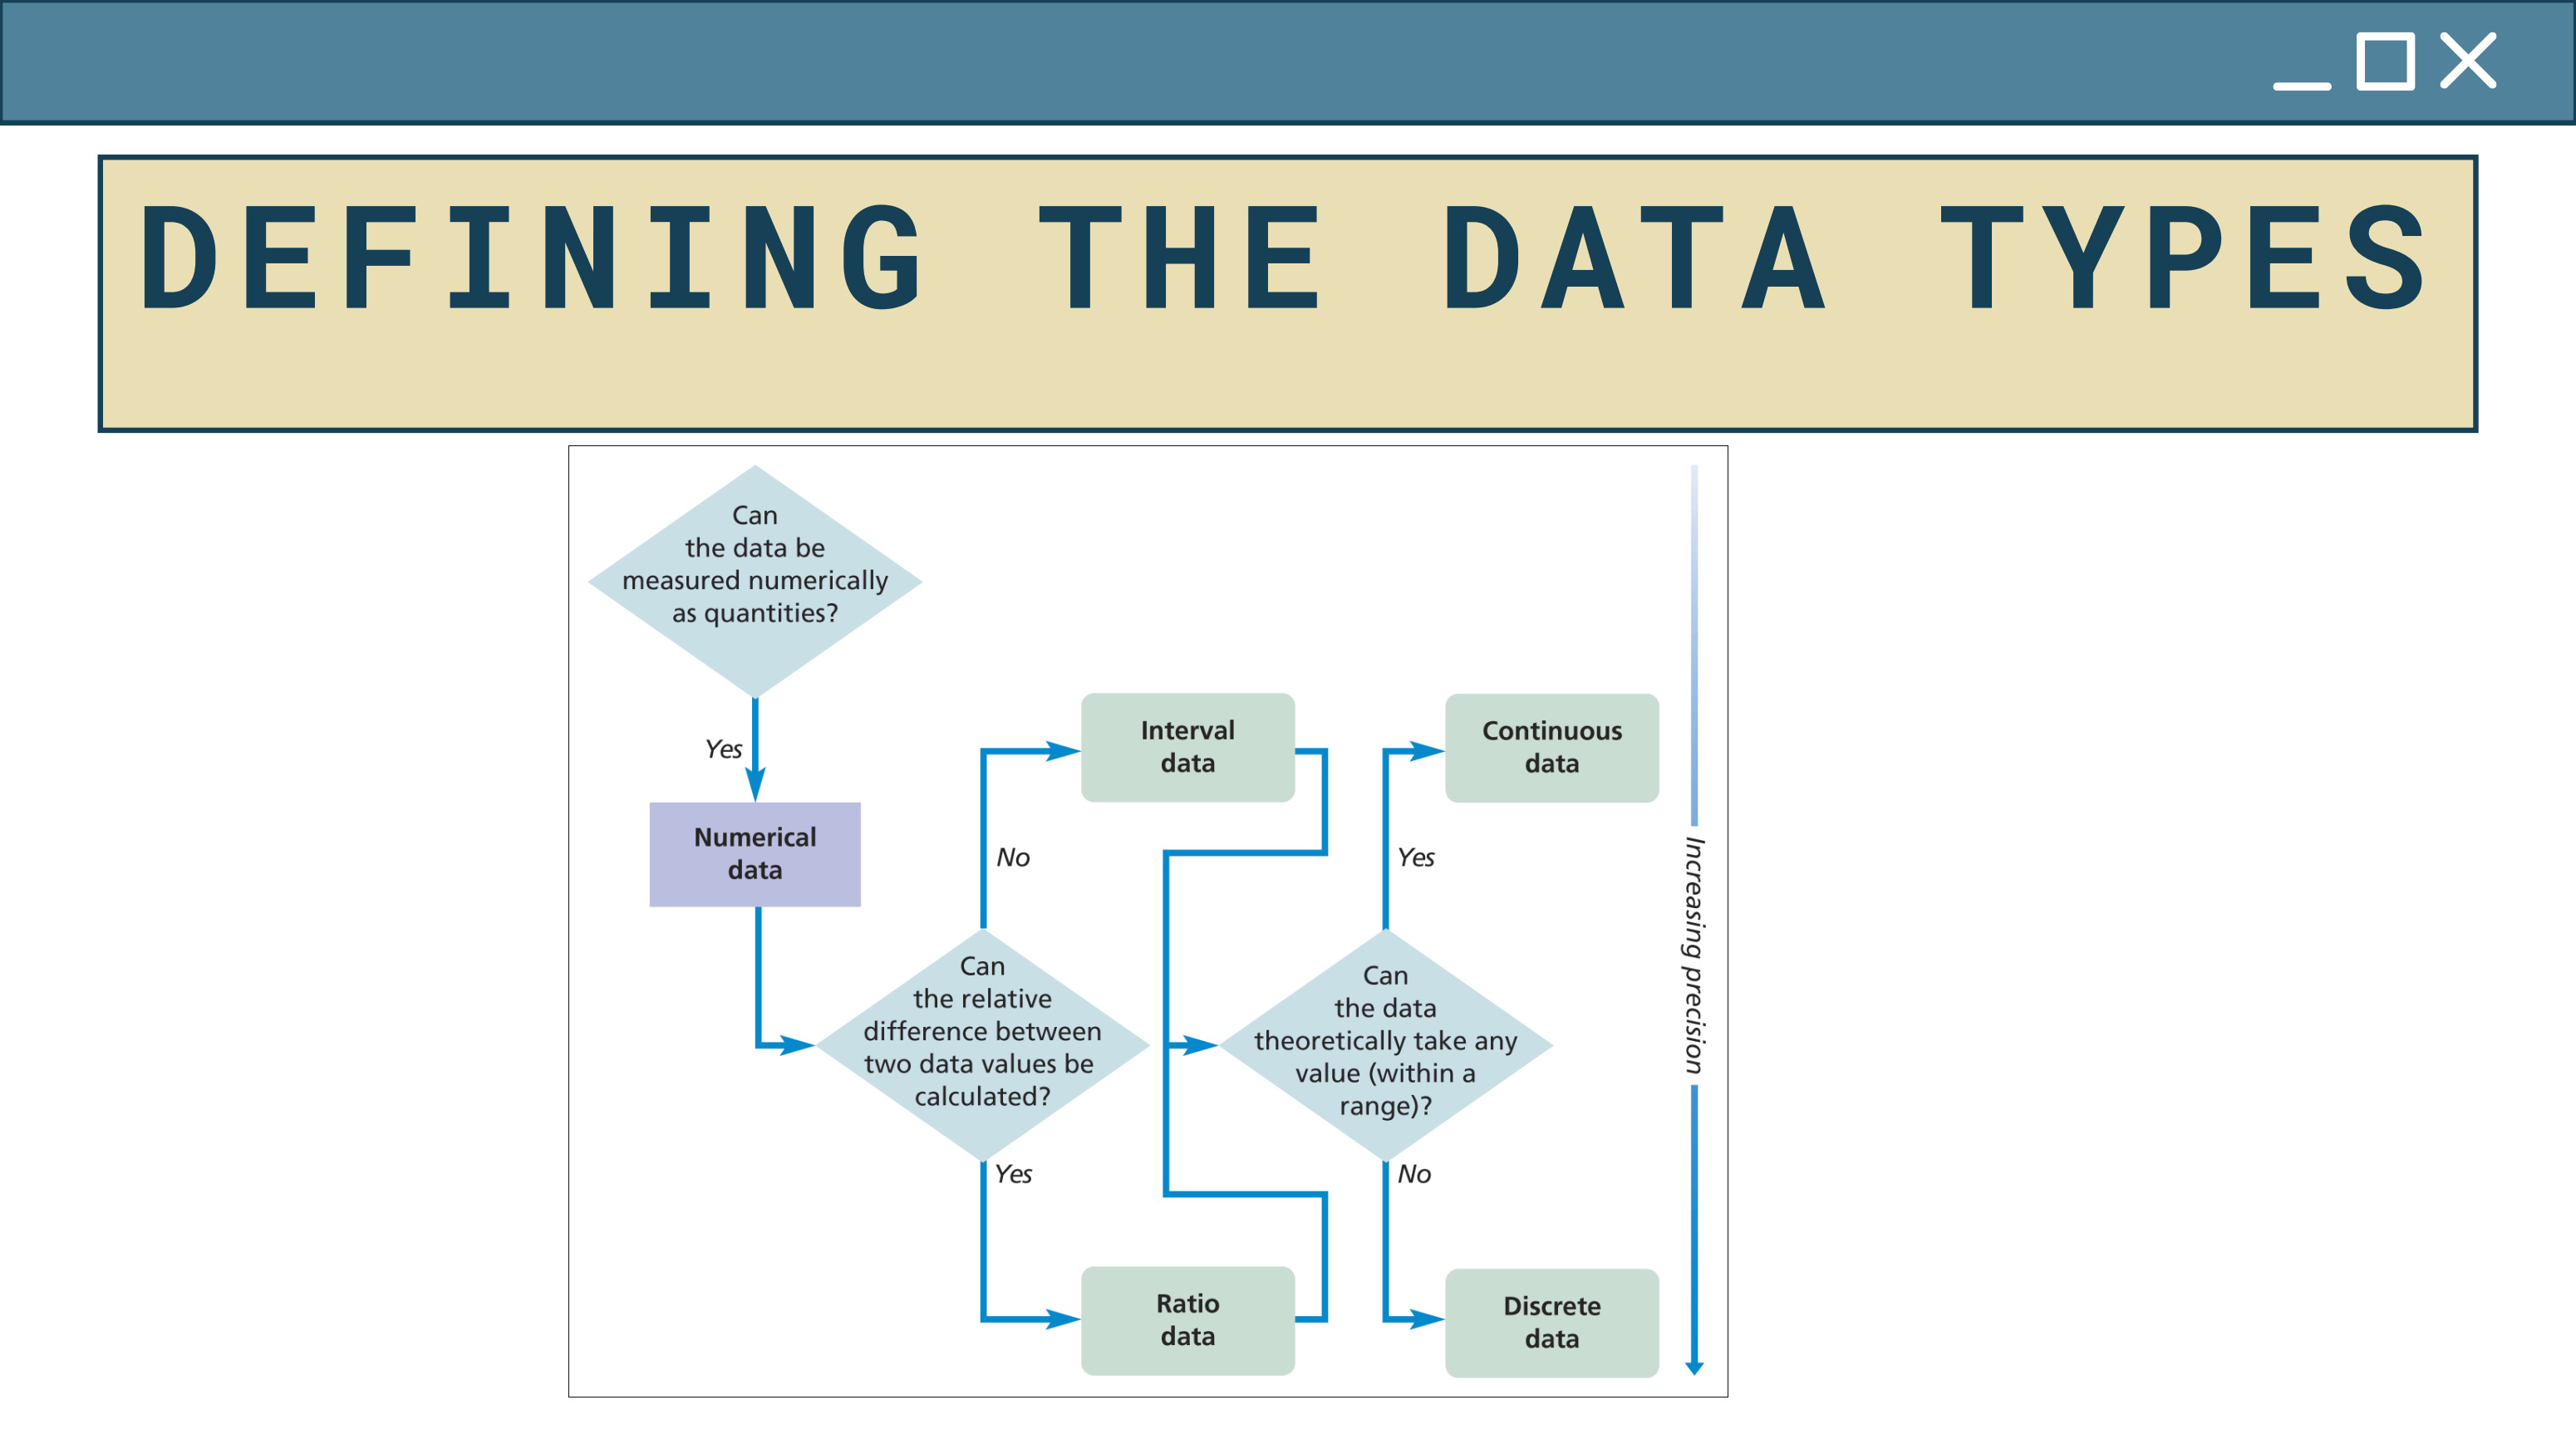 DEFINING THE DATA TYPES
Can
the data be
measured numerically
as quantities?
Yes
Numerical
data
Can
the relative
difference between
two data values be
calculated?
No
Interval
data
Yes
Ratio
data
Can
the data
theoretically take any
value (within a
range)?
Yes
Continuous
data
No
Discrete
data
Increasing precision